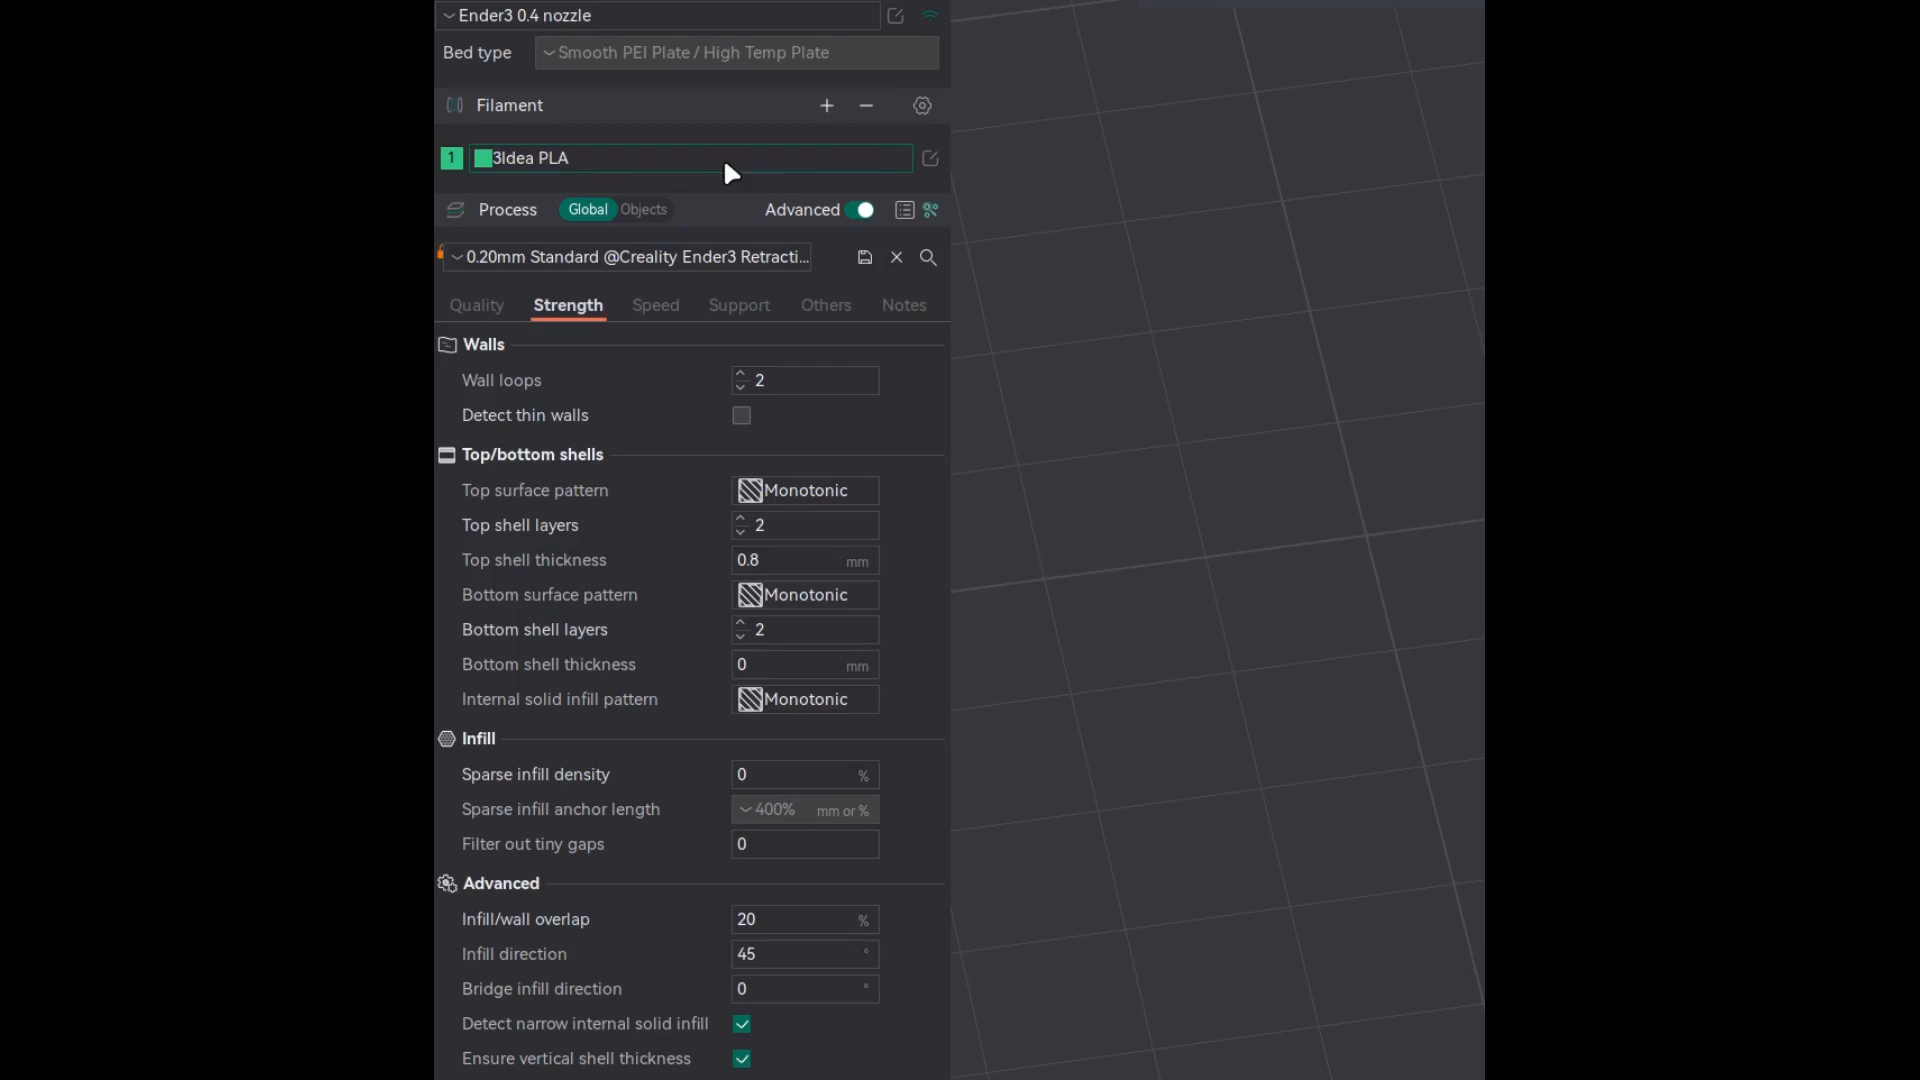 Ender3 0.4 nozzle
Bed type
Smooth PEI Plate / High Temp Plate
Filament
1
3Idea PLA
Process
Global
Objects
Advanced
0.20mm Standard @Creality Ender3 Retracti...
Quality
Strength
Speed
Support
Others
Notes
Walls
Wall loops
2
Detect thin walls
Top/bottom shells
Top surface pattern
Monotonic
Top shell layers
2
Top shell thickness
0.8 mm
Bottom surface pattern
Monotonic
Bottom shell layers
2
Bottom shell thickness
0 mm
Internal solid infill pattern
Monotonic
Infill
Sparse infill density
0 %
Sparse infill anchor length
400% mm or %
Filter out tiny gaps
0
Advanced
Infill/wall overlap
20 %
Infill direction
45 °
Bridge infill direction
0 °
Detect narrow internal solid infill
Ensure vertical shell thickness